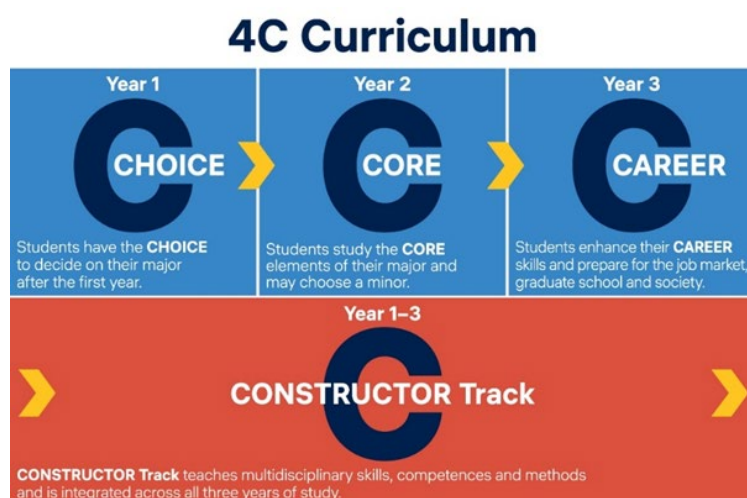 4C Curriculum
Year 1
CHOICE
Students have the CHOICE
to decide on their major
after the first year.
Year 2
CORE
Students study the CORE
elements of their major and
may choose a minor.
Year 3
CAREER
Students enhance their CAREER
skills and prepare for the job market,
graduate school and society.
Year 1–3
CONSTRUCTOR Track
CONSTRUCTOR Track teaches multidisciplinary skills, competences and methods
and is integrated across all three years of study.